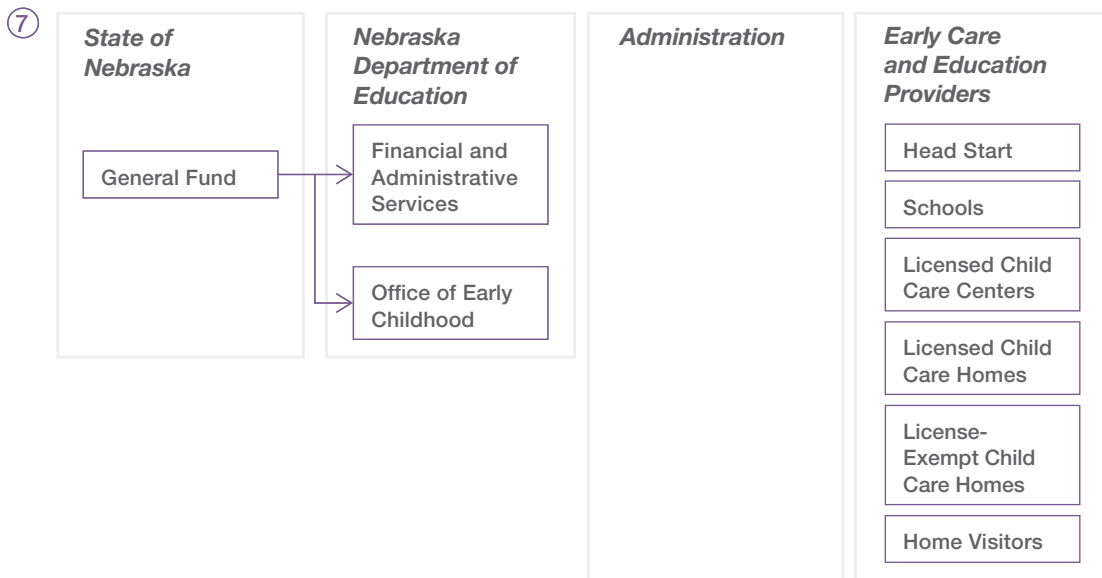 7
State of
Nebraska
General Fund
Nebraska
Department of
Education
Financial and
Administrative
Services
Office of Early
Childhood
Administration
Early Care
and Education
Providers
Head Start
Schools
Licensed Child
Care Centers
Licensed Child
Care Homes
License-
Exempt Child
Care Homes
Home Visitors